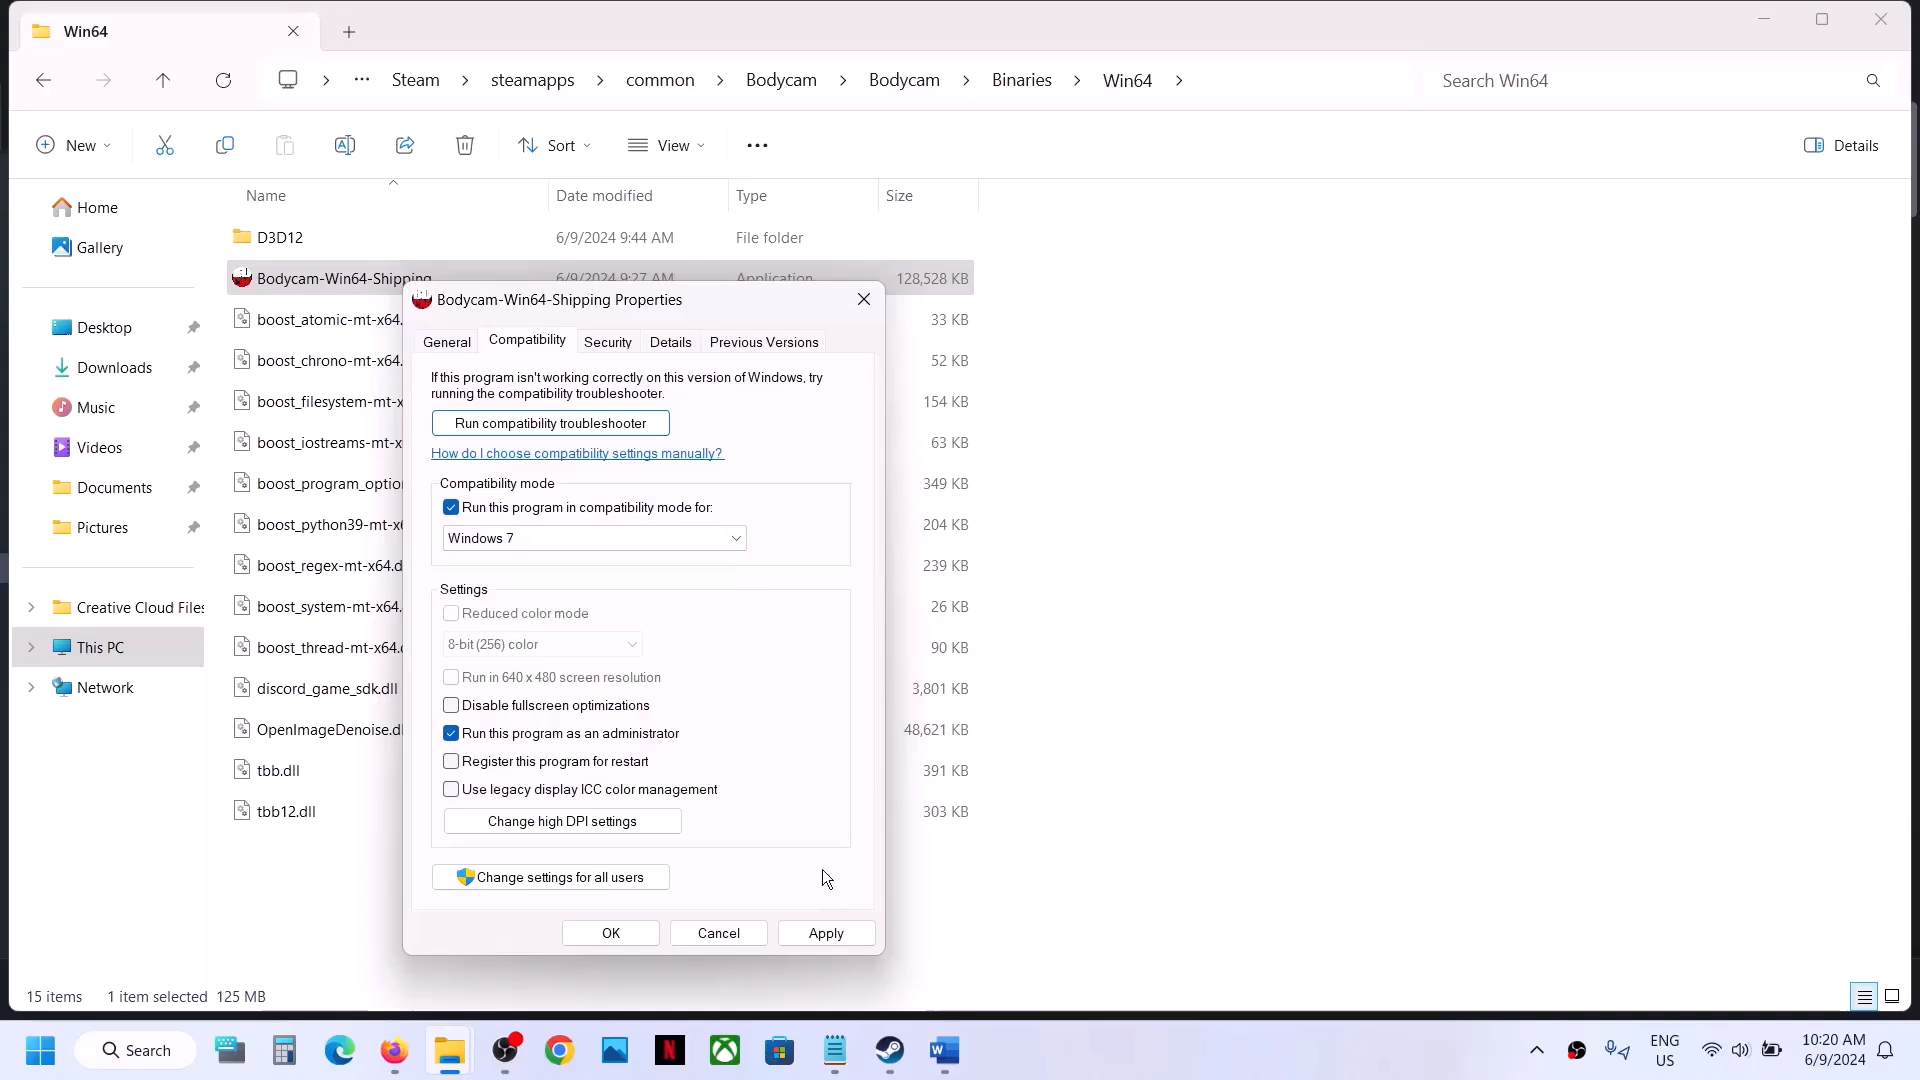 Win64
Steam
steamapps
common
Bodycam
Bodycam
Binaries
Win64
Search Win64
New
Sort
View
Details
Name
Date modified
Type
Size
Home
Gallery
Desktop
Downloads
Music
Videos
Documents
Pictures
Creative Cloud Files
This PC
Network
D3D12 6/9/2024 9:44 AM File folder
Bodycam-Win64-Shipping 6/9/2024 9:27 AM Application 128,528 KB
boost_atomic-mt-x64. 33 KB
boost_chrono-mt-x64. 52 KB
boost_filesystem-mt-x 154 KB
boost_iostreams-mt-x 63 KB
boost_program_option 349 KB
boost_python39-mt-x6 204 KB
boost_regex-mt-x64.d 239 KB
boost_system-mt-x64. 26 KB
boost_thread-mt-x64.d 90 KB
discord_game_sdk.dll 3,801 KB
OpenImageDenoise.dl 48,621 KB
tbb.dll 391 KB
tbb12.dll 303 KB
Bodycam-Win64-Shipping Properties
General
Compatibility
Security
Details
Previous Versions
If this program isn't working correctly on this version of Windows, try
running the compatibility troubleshooter.
Run compatibility troubleshooter
How do I choose compatibility settings manually?
Compatibility mode
Run this program in compatibility mode for:
Windows 7
Settings
Reduced color mode
8-bit (256) color
Run in 640 x 480 screen resolution
Disable fullscreen optimizations
Run this program as an administrator
Register this program for restart
Use legacy display ICC color management
Change high DPI settings
Change settings for all users
OK
Cancel
Apply
15 items
1 item selected 125 MB
Search
ENG
US
10:20 AM
6/9/2024